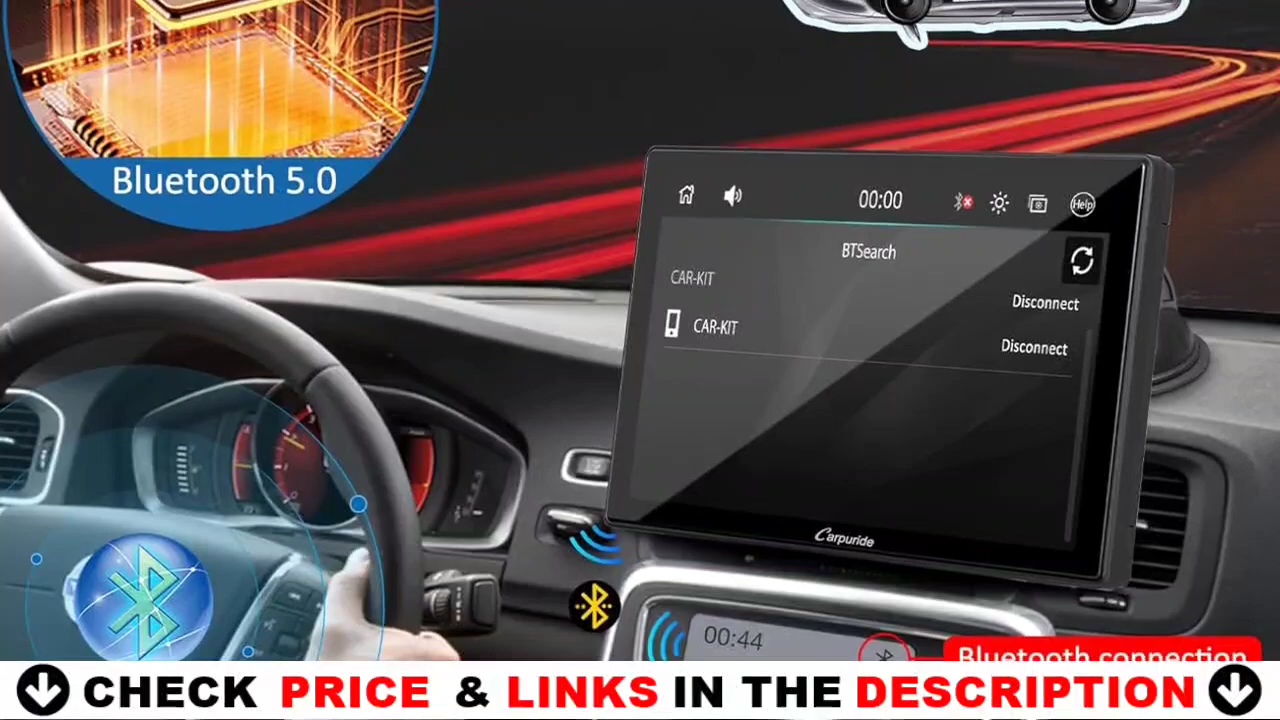 Bluetooth 5.0
00:00
Help
BTSearch
CAR-KIT
Disconnect
CAR-KIT
Disconnect
Carpuride
00:44
Bluetooth connection
CHECK PRICE & LINKS IN THE DESCRIPTION